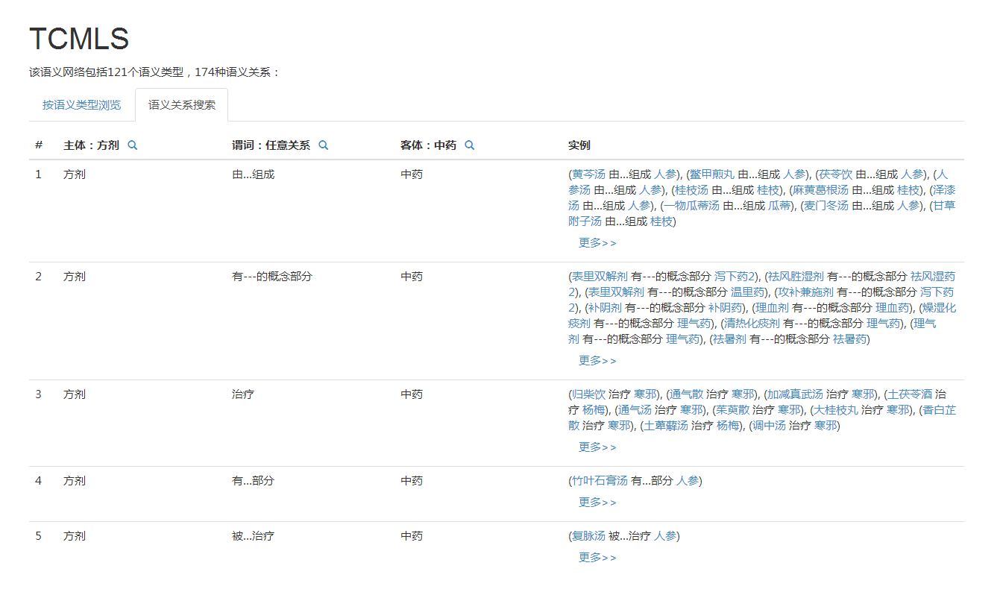 TCMLS
该语义网络包括121个语义类型，174种语义关系：
按语义类型浏览 语义关系搜索
# 主体：方剂 谓词：任意关系 客体：中药 实例
1 方剂 由...组成 中药 (黄芩汤 由...组成 人参), (鳖甲煎丸 由...组成 人参), (茯苓饮 由...组成 人参), (人
参汤 由...组成 人参), (桂枝汤 由...组成 桂枝), (麻黄葛根汤 由...组成 桂枝), (泽漆
汤 由...组成 人参), (一物瓜蒂汤 由...组成 瓜蒂), (麦门冬汤 由...组成 人参), (甘草
附子汤 由...组成 桂枝)
更多>>
2 方剂 有---的概念部分 中药 (表里双解剂 有---的概念部分 泻下药2), (祛风胜湿剂 有---的概念部分 祛风湿药
2), (表里双解剂 有---的概念部分 温里药), (攻补兼施剂 有---的概念部分 泻下药
2), (补阴剂 有---的概念部分 补阴药), (理血剂 有---的概念部分 理血药), (燥湿化
痰剂 有---的概念部分 理气药), (清热化痰剂 有---的概念部分 理气药), (理气
剂 有---的概念部分 理气药), (祛暑剂 有---的概念部分 祛暑药)
更多>>
3 方剂 治疗 中药 (归柴饮 治疗 寒邪), (通气散 治疗 寒邪), (加减真武汤 治疗 寒邪), (土茯苓酒 治
疗 杨梅), (通气汤 治疗 寒邪), (茱萸散 治疗 寒邪), (大桂枝丸 治疗 寒邪), (香白芷
散 治疗 寒邪), (土萆薢汤 治疗 杨梅), (调中汤 治疗 寒邪)
更多>>
4 方剂 有...部分 中药 (竹叶石膏汤 有...部分 人参)
更多>>
5 方剂 被...治疗 中药 (复脉汤 被...治疗 人参)
更多>>